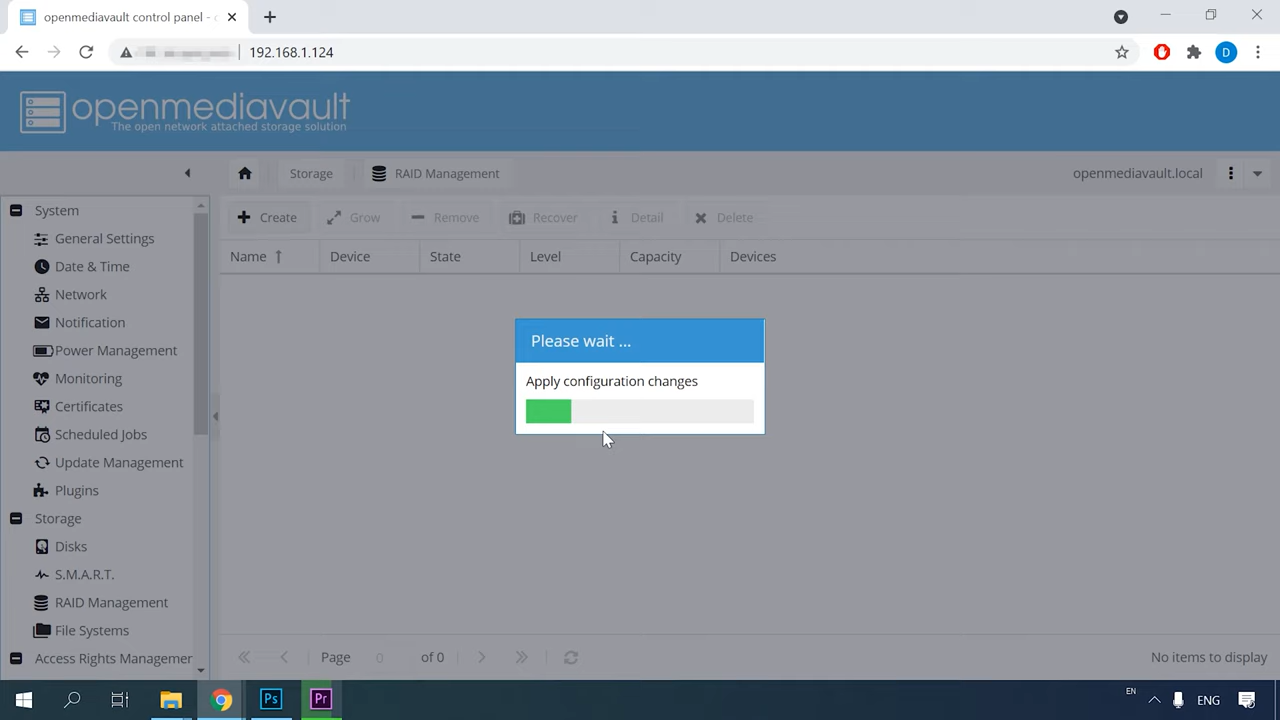 openmediavault control panel - 
192.168.1.124
D
openmediavault
The open network attached storage solution
Storage
RAID Management
openmediavault.local
Create
Grow
Remove
Recover
Detail
Delete
Name
Device
State
Level
Capacity
Devices
System
General Settings
Date & Time
Network
Notification
Power Management
Monitoring
Certificates
Scheduled Jobs
Update Management
Plugins
Storage
Disks
S.M.A.R.T.
RAID Management
File Systems
Access Rights Managemer
Please wait ...
Apply configuration changes
Page
0
of 0
No items to display
Ps
Pr
EN
ENG